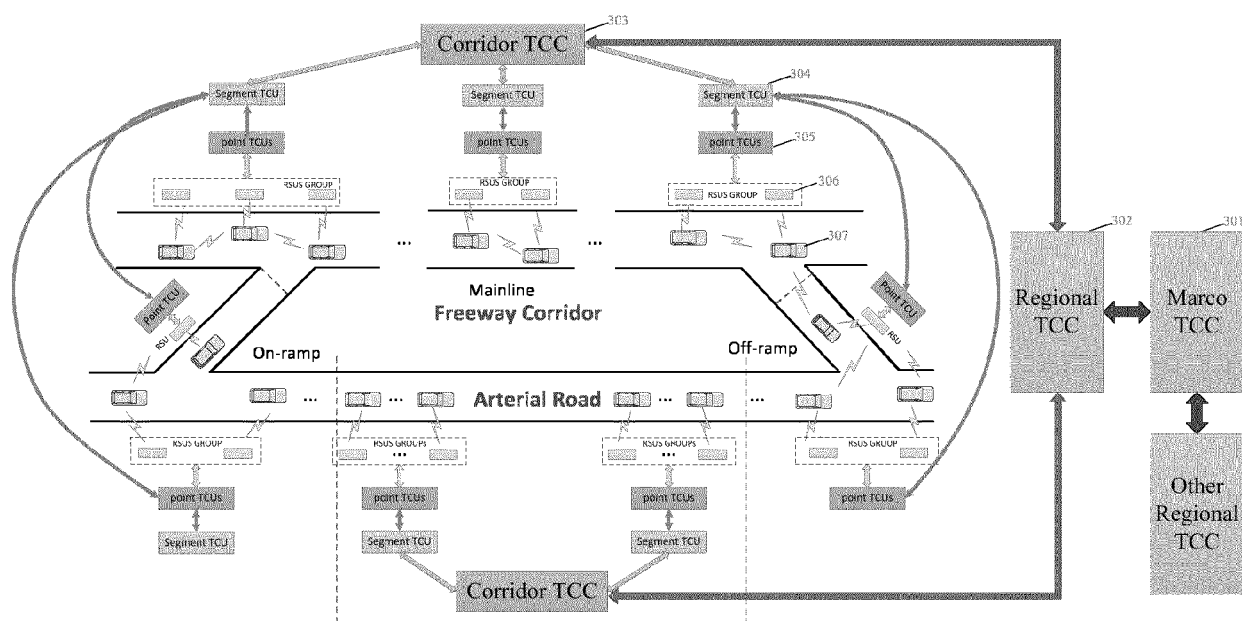 303
Corridor TCC
304
Segment TCU
Segment TCU
Segment TCU
305
point TCUs
point TCUs
point TCUs
306
RSUS GROUP
RSUS GROUP
RSUS GROUP
307
...
...
302
301
Point TCU
RSU
Mainline
Freeway Corridor
Point TCU
RSU
Regional
TCC
Marco
TCC
On-ramp
Off-ramp
...
...
Arterial Road
...
...
RSUS GROUP
RSUS GROUPs
...
RSUS GROUPs
...
RSUS GROUP
point TCUs
point TCUs
point TCUs
point TCUs
Segment TCU
Segment TCU
Segment TCU
Corridor TCC
Other
Regional
TCC